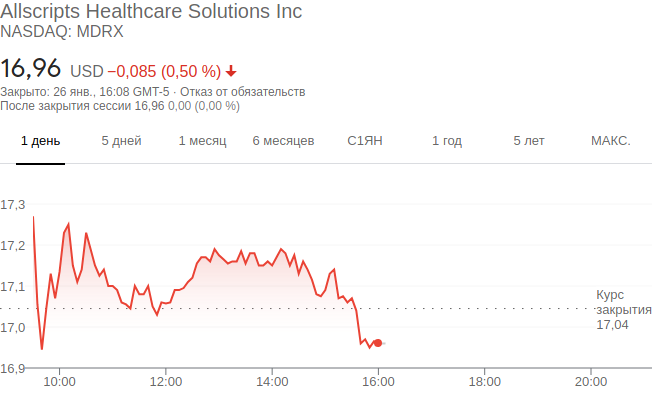 Allscripts Healthcare Solutions Inc
NASDAQ: MDRX
16,96 USD −0,085 (0,50 %)
Закрыто: 26 янв., 16:08 GMT-5 · Отказ от обязательств
После закрытия сессии 16,96 0,00 (0,00 %)
1 день 5 дней 1 месяц 6 месяцев С1ЯН 1 год 5 лет МАКС.
17,3
17,2
17,1
Курс
закрытия
17,04
17,0
16,9
10:00 12:00 14:00 16:00 18:00 20:00